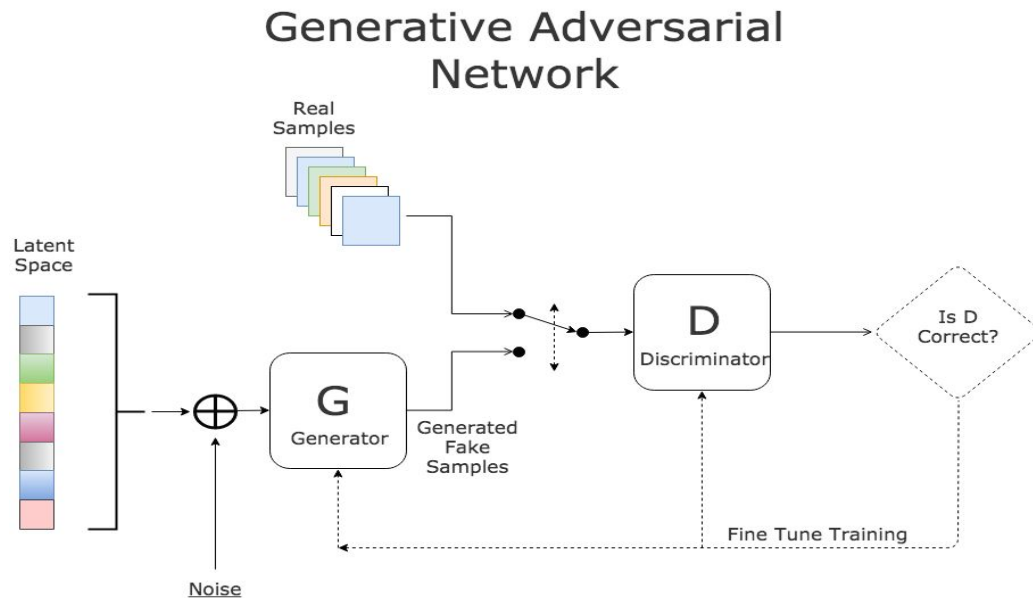 Generative Adversarial
Network
Real
Samples
Latent
Space
D
Discriminator
Is D
Correct?
G
Generator
Generated
Fake
Samples
Fine Tune Training
Noise